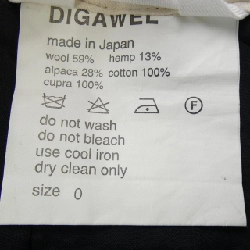 DIGAWEL
made in Japan
wool 59% hemp 13%
alpaca 28% cotton 100%
cupra 100%
F
do not wash
do not bleach
use cool iron
dry clean only
size 0